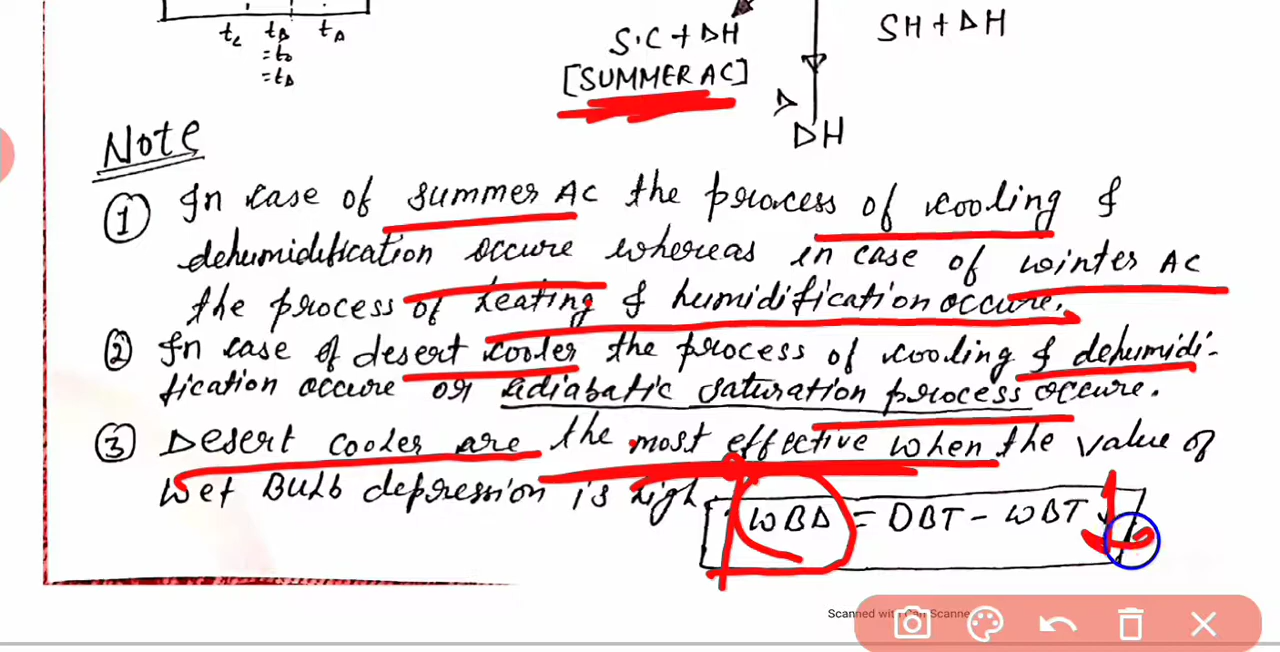 tc tB tA
= to
= tD
S.C + DH
[SUMMER AC]
SH + DH
DH
Note
① In case of summer AC the process of cooling &
dehumidification occure whereas in case of winter AC
the process of heating & humidification occure.
② In case of desert cooler the process of cooling & dehumidi-
fication occure or adiabatic saturation process occure.
③ Desert cooler are the most effective when the value of
Wet Bulb depression is high
WBD = DBT - WBT
Scanned with